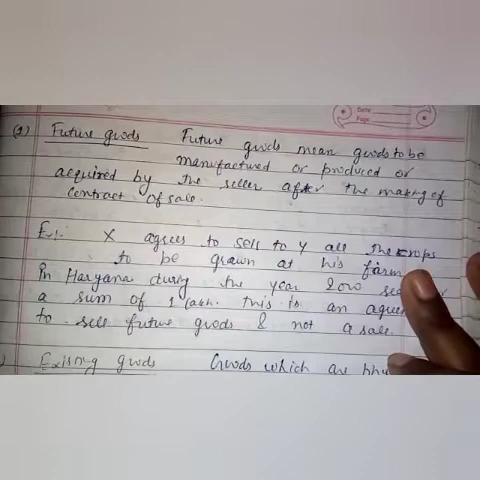 Date
Page
(1) Future goods Future goods mean goods to be
manufactured or produced or
acquired by the seller after the making of
contract of sale.
Ex:- X agrees to sell to Y all the crops
to be grown at his farm
in Haryana during the year
a sum of 1 lakh. This is an agree
to sell future goods & not a sale.
Existing goods Goods which are phy